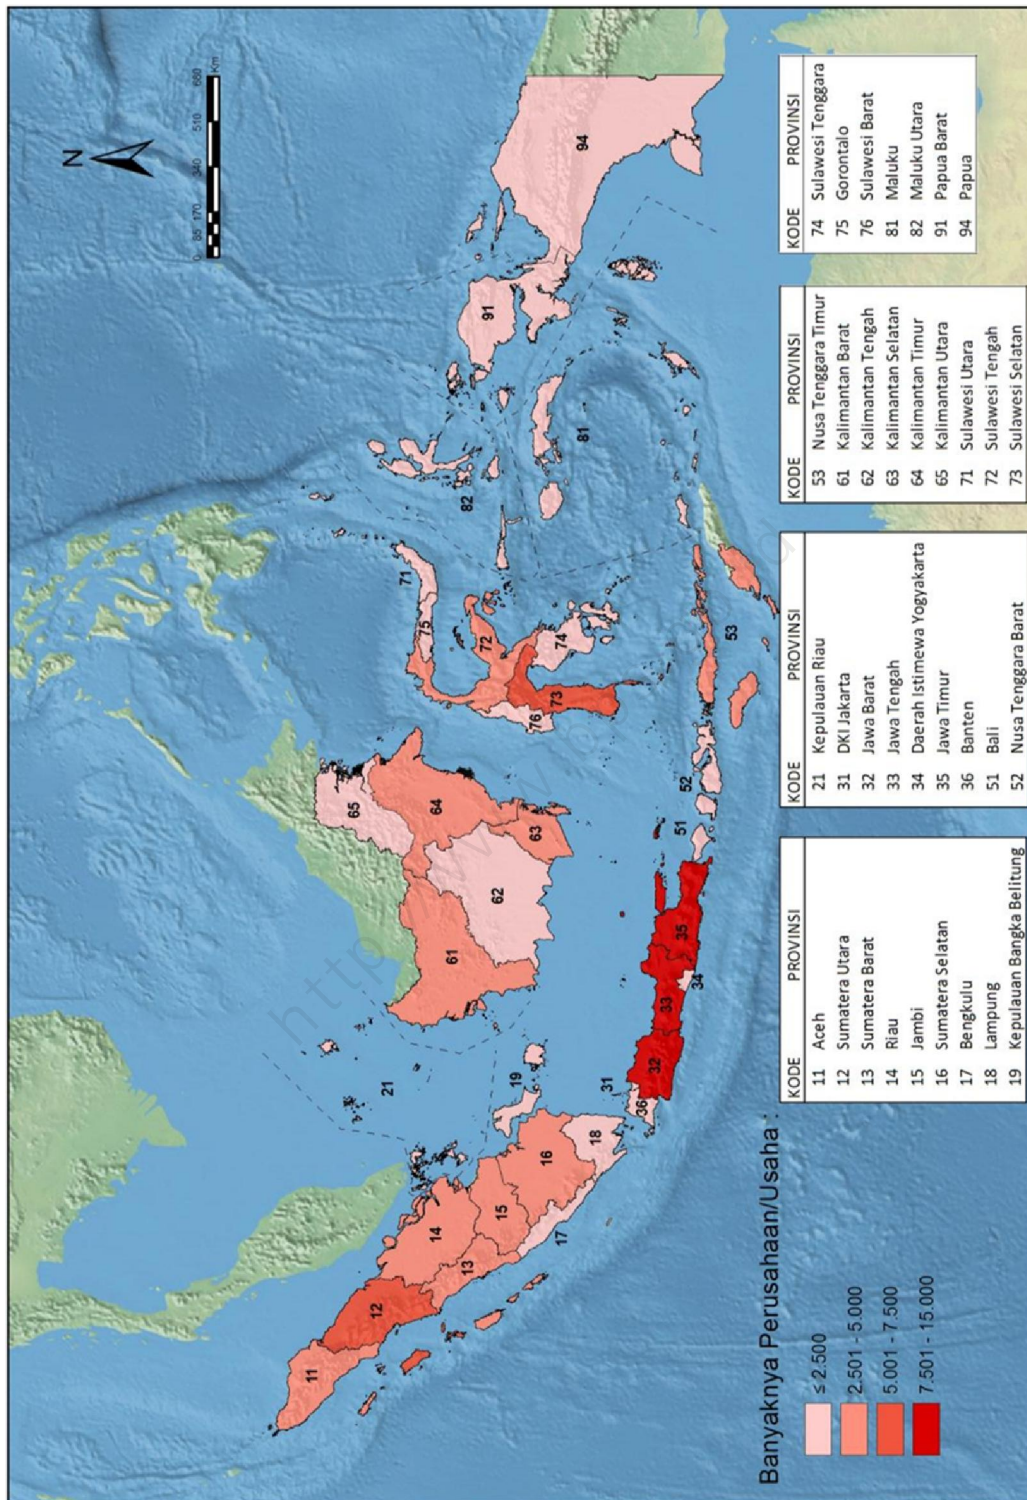 N
0 85 170 340 510 680
Km
11
12
13
14
15
16
17
18
19
21
31
32
33
34
35
36
51
52
53
61
62
63
64
65
71
72
73
74
75
76
81
82
91
94
Banyaknya Perusahaan/Usaha :
≤ 2.500
2.501 - 5.000
5.001 - 7.500
7.501 - 15.000
KODE PROVINSI
11 Aceh
12 Sumatera Utara
13 Sumatera Barat
14 Riau
15 Jambi
16 Sumatera Selatan
17 Bengkulu
18 Lampung
19 Kepulauan Bangka Belitung
KODE PROVINSI
21 Kepulauan Riau
31 DKI Jakarta
32 Jawa Barat
33 Jawa Tengah
34 Daerah Istimewa Yogyakarta
35 Jawa Timur
36 Banten
51 Bali
52 Nusa Tenggara Barat
KODE PROVINSI
53 Nusa Tenggara Timur
61 Kalimantan Barat
62 Kalimantan Tengah
63 Kalimantan Selatan
64 Kalimantan Timur
65 Kalimantan Utara
71 Sulawesi Utara
72 Sulawesi Tengah
73 Sulawesi Selatan
KODE PROVINSI
74 Sulawesi Tenggara
75 Gorontalo
76 Sulawesi Barat
81 Maluku
82 Maluku Utara
91 Papua Barat
94 Papua